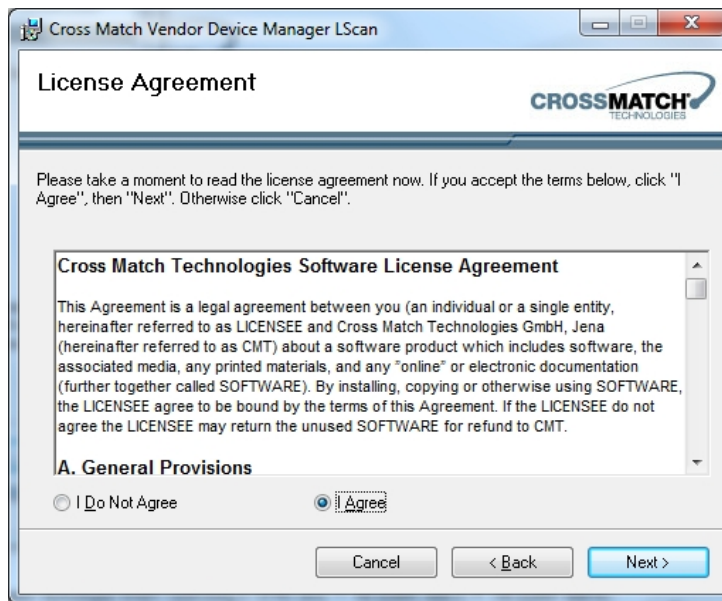 Cross Match Vendor Device Manager LScan
License Agreement
CROSSMATCH
TECHNOLOGIES
Please take a moment to read the license agreement now. If you accept the terms below, click "I
Agree", then "Next". Otherwise click "Cancel".
Cross Match Technologies Software License Agreement
This Agreement is a legal agreement between you (an individual or a single entity,
hereinafter referred to as LICENSEE and Cross Match Technologies GmbH, Jena
(hereinafter referred to as CMT) about a software product which includes software, the
associated media, any printed materials, and any "online" or electronic documentation
(further together called SOFTWARE). By installing, copying or otherwise using SOFTWARE,
the LICENSEE agree to be bound by the terms of this Agreement. If the LICENSEE do not
agree the LICENSEE may return the unused SOFTWARE for refund to CMT.
A. General Provisions
I Do Not Agree
I Agree
Cancel
< Back
Next >